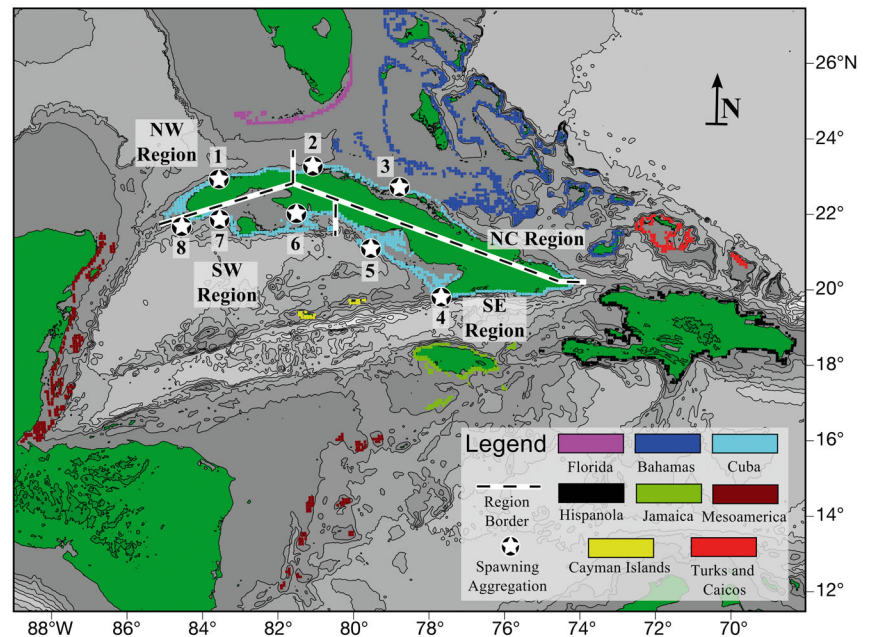 26°N
24°
22°
20°
18°
16°
14°
12°
N
NW
Region
1
2
3
NC Region
8
7
6
5
4
SW
Region
SE
Region
Legend
Florida
Bahamas
Cuba
Region
Border
Hispanola
Jamaica
Mesoamerica
Spawning
Aggregation
Cayman Islands
Turks and
Caicos
88°W
86°
84°
82°
80°
78°
76°
74°
72°
70°